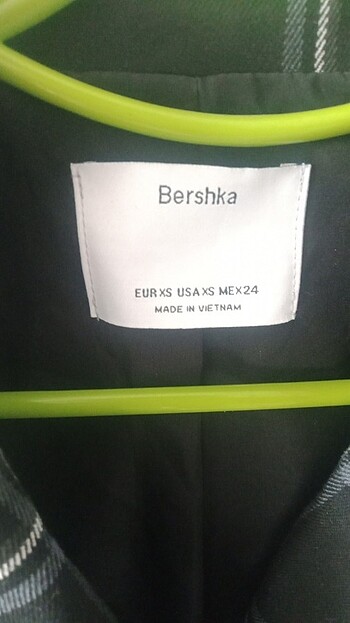 Bershka
EUR XS USA XS MEX 24
MADE IN VIETNAM